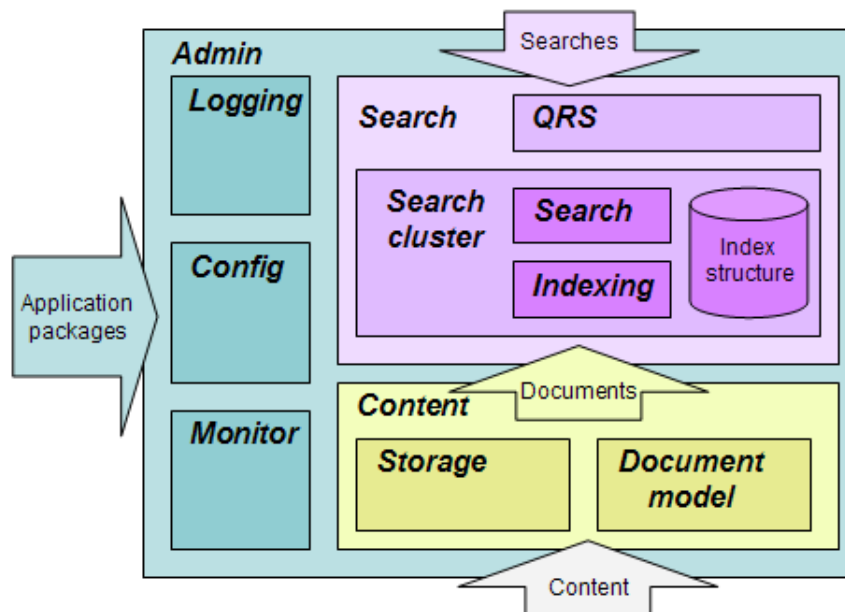 Searches
Admin
Logging
Search
QRS
Search
cluster
Search
Index
structure
Indexing
Config
Application
packages
Documents
Content
Monitor
Storage
Document
model
Content